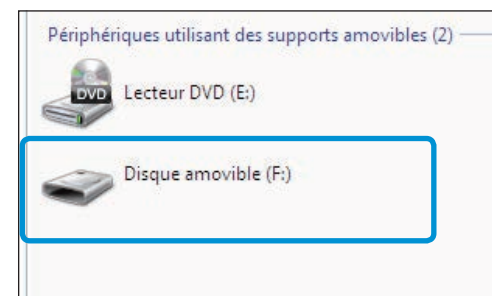 Périphériques utilisant des supports amovibles (2)
DVD
Lecteur DVD (E:)
Disque amovible (F:)